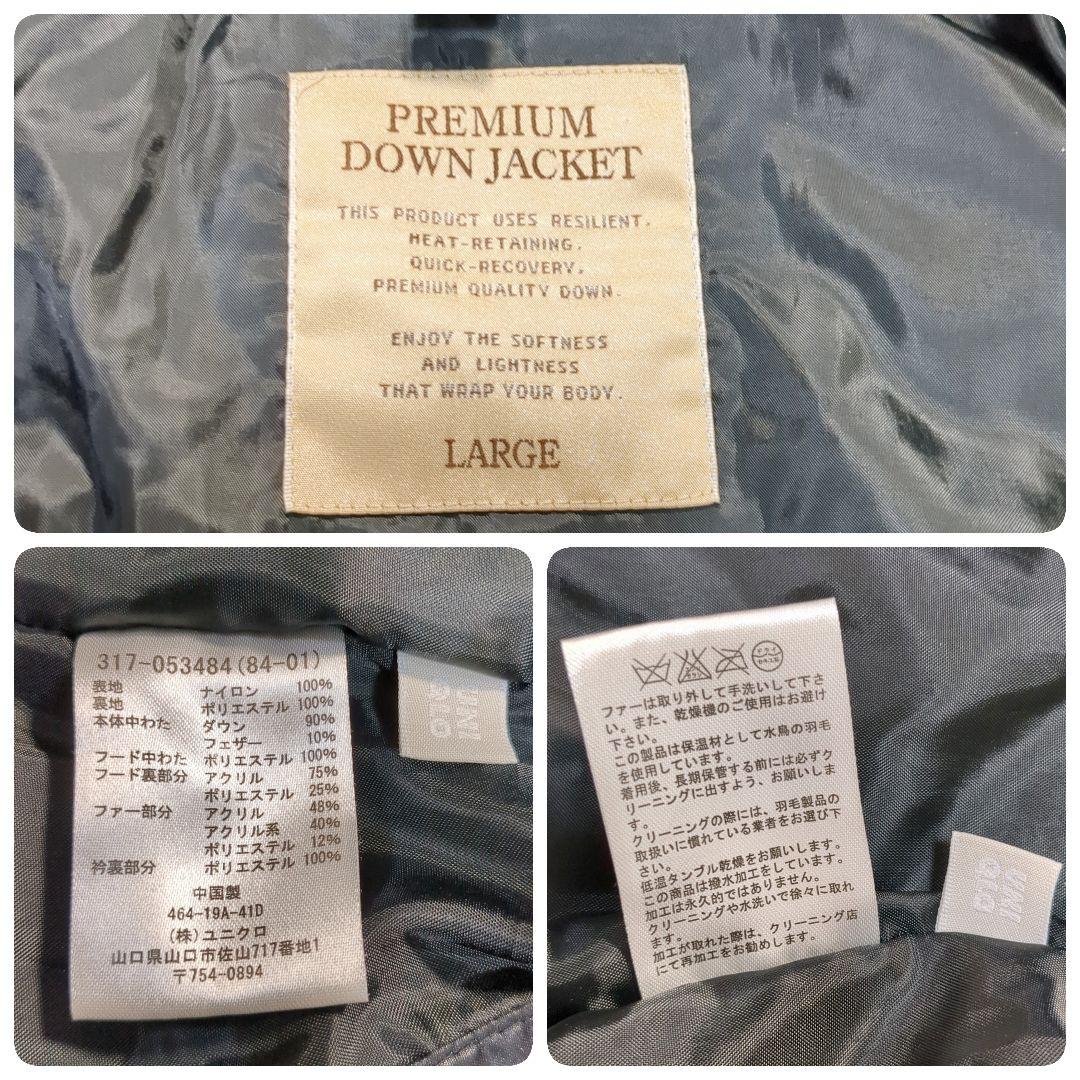 PREMIUM
DOWN JACKET
THIS PRODUCT USES RESILIENT.
HEAT-RETAINING.
QUICK-RECOVERY.
PREMIUM QUALITY DOWN.
ENJOY THE SOFTNESS
AND LIGHTNESS
THAT WRAP YOUR BODY.
LARGE
317-053484(84-01)
表地 ナイロン 100%
裏地 ポリエステル 100%
本体中わた ダウン 90%
フェザー 10%
フード中わた ポリエステル 100%
フード裏部分 アクリル 75%
ポリエステル 25%
ファー部分 アクリル 48%
アクリル系 40%
ポリエステル 12%
衿裏部分 ポリエステル 100%
中国製
464-19A-41D
(株)ユニクロ
山口県山口市佐山717番地1
〒754-0894
UNI
QLO
ドライ
セキユ系
ファーは取り外して手洗いして下さ
い。また、乾燥機のご使用はお避け
下さい。
この製品は保温材として水鳥の羽毛
を使用しています。
着用後、長期保管する前には必ずク
リーニングに出すよう、お願いしま
す。
クリーニングの際には、羽毛製品の
取扱いに慣れている業者をお選び下
さい。
低温タンブル乾燥をお願いします。
この商品は撥水加工をしています。
加工は永久的ではありません。
クリーニングや水洗いで徐々に取れ
ます。
加工が取れた際は、クリーニング店
にて再加工をお勧めします。
UNI
QLO